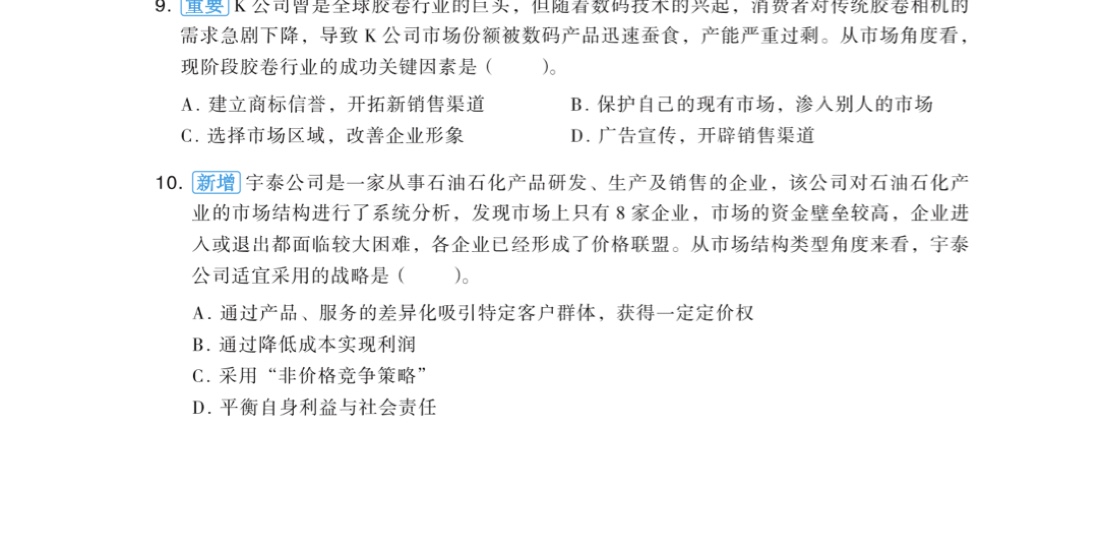 9. 重要 K 公司曾是全球胶卷行业的巨头，但随着数码技术的兴起，消费者对传统胶卷相机的
需求急剧下降，导致 K 公司市场份额被数码产品迅速蚕食，产能严重过剩。从市场角度看，
现阶段胶卷行业的成功关键因素是（　　）。
A. 建立商标信誉，开拓新销售渠道　　B. 保护自己的现有市场，渗入别人的市场
C. 选择市场区域，改善企业形象　　D. 广告宣传，开辟销售渠道
10. 新增 宇泰公司是一家从事石油石化产品研发、生产及销售的企业，该公司对石油石化产
业的市场结构进行了系统分析，发现市场上只有 8 家企业，市场的资金壁垒较高，企业进
入或退出都面临较大困难，各企业已经形成了价格联盟。从市场结构类型角度来看，宇泰
公司适宜采用的战略是（　　）。
A. 通过产品、服务的差异化吸引特定客户群体，获得一定定价权
B. 通过降低成本实现利润
C. 采用“非价格竞争策略”
D. 平衡自身利益与社会责任